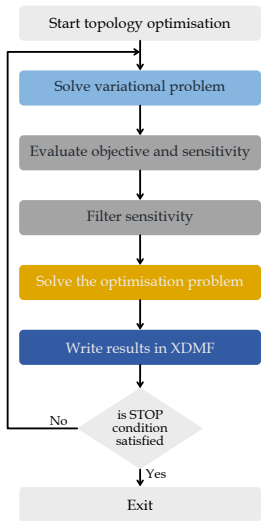 Start topology optimisation
Solve variational problem
Evaluate objective and sensitivity
Filter sensitivity
Solve the optimisation problem
Write results in XDMF
is STOP
condition
satisfied
No
Yes
Exit